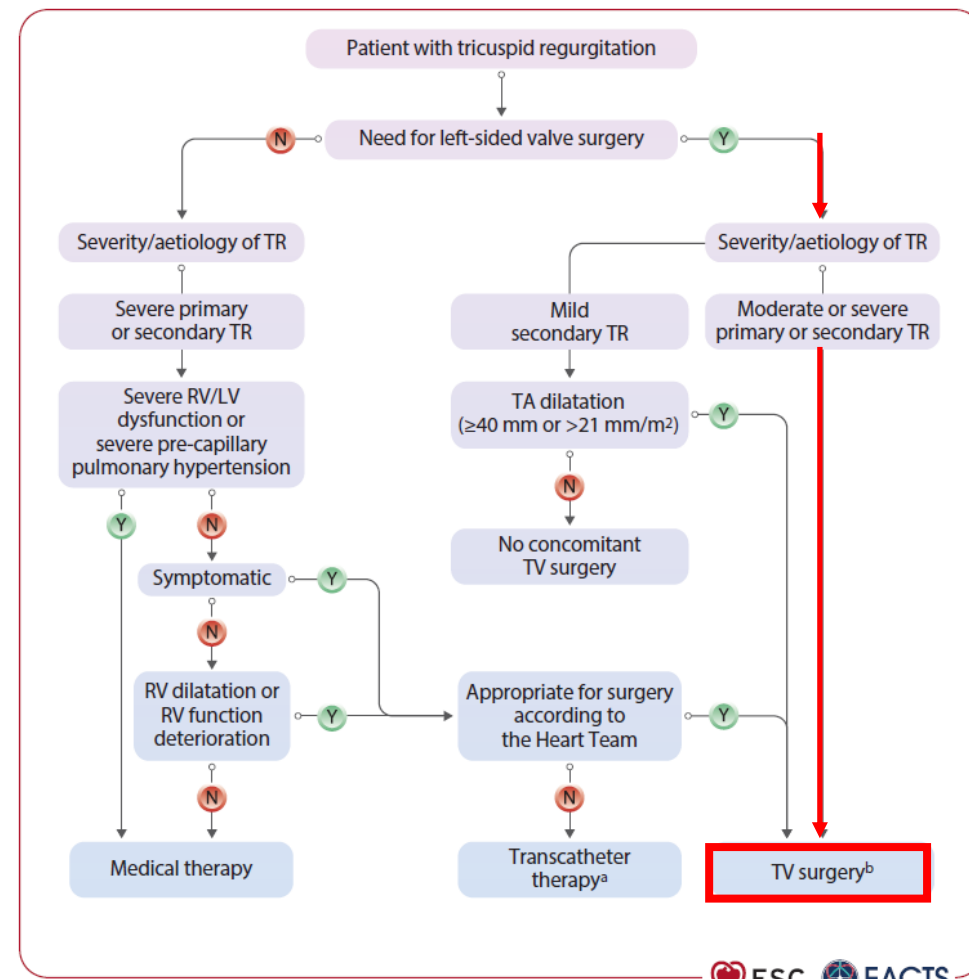 Patient with tricuspid regurgitation
Need for left-sided valve surgery
N
Y
Severity/aetiology of TR
Severity/aetiology of TR
Severe primary
or secondary TR
Mild
secondary TR
Moderate or severe
primary or secondary TR
Severe RV/LV
dysfunction or
severe pre-capillary
pulmonary hypertension
TA dilatation
(≥40 mm or >21 mm/m²)
Y
Y
N
N
No concomitant
TV surgery
Symptomatic
Y
N
RV dilatation or
RV function
deterioration
Y
Appropriate for surgery
according to
the Heart Team
Y
N
N
Medical therapy
Transcatheter
therapyᵃ
TV surgeryᵇ
ESC
EACTS